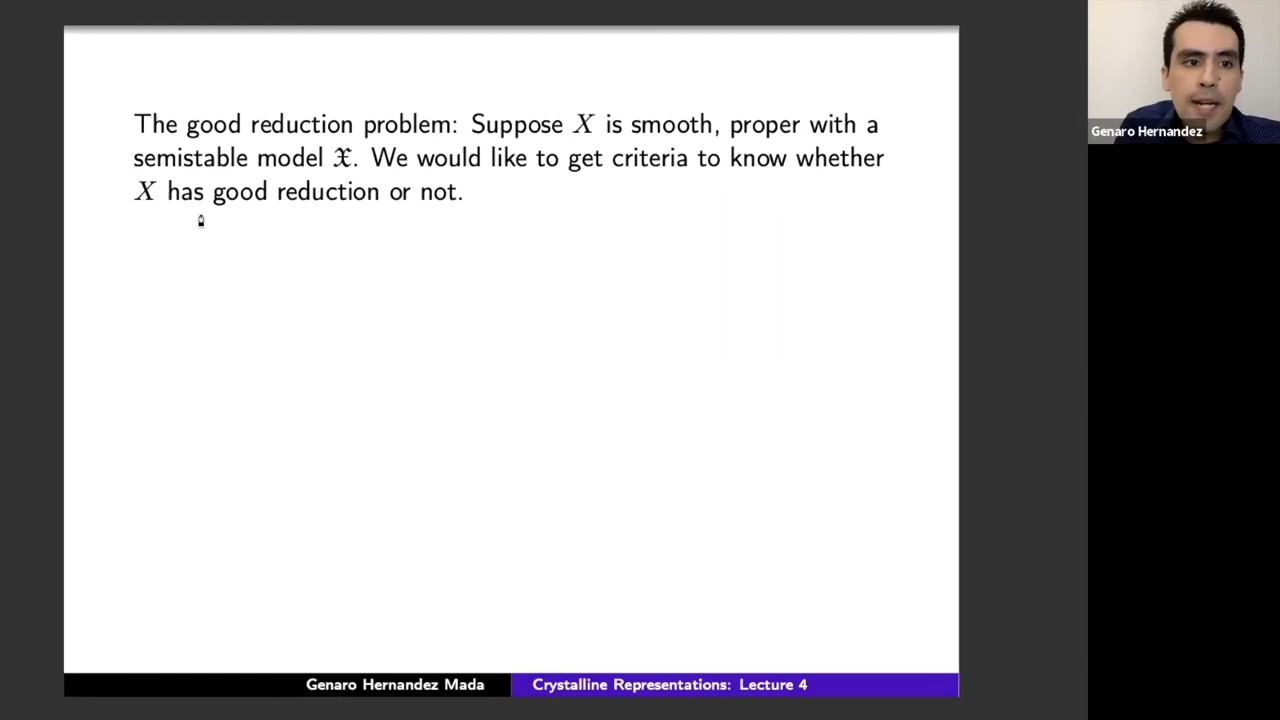 The good reduction problem: Suppose X is smooth, proper with a
semistable model 𝔛. We would like to get criteria to know whether
X has good reduction or not.
Genaro Hernandez
Genaro Hernandez Mada
Crystalline Representations: Lecture 4